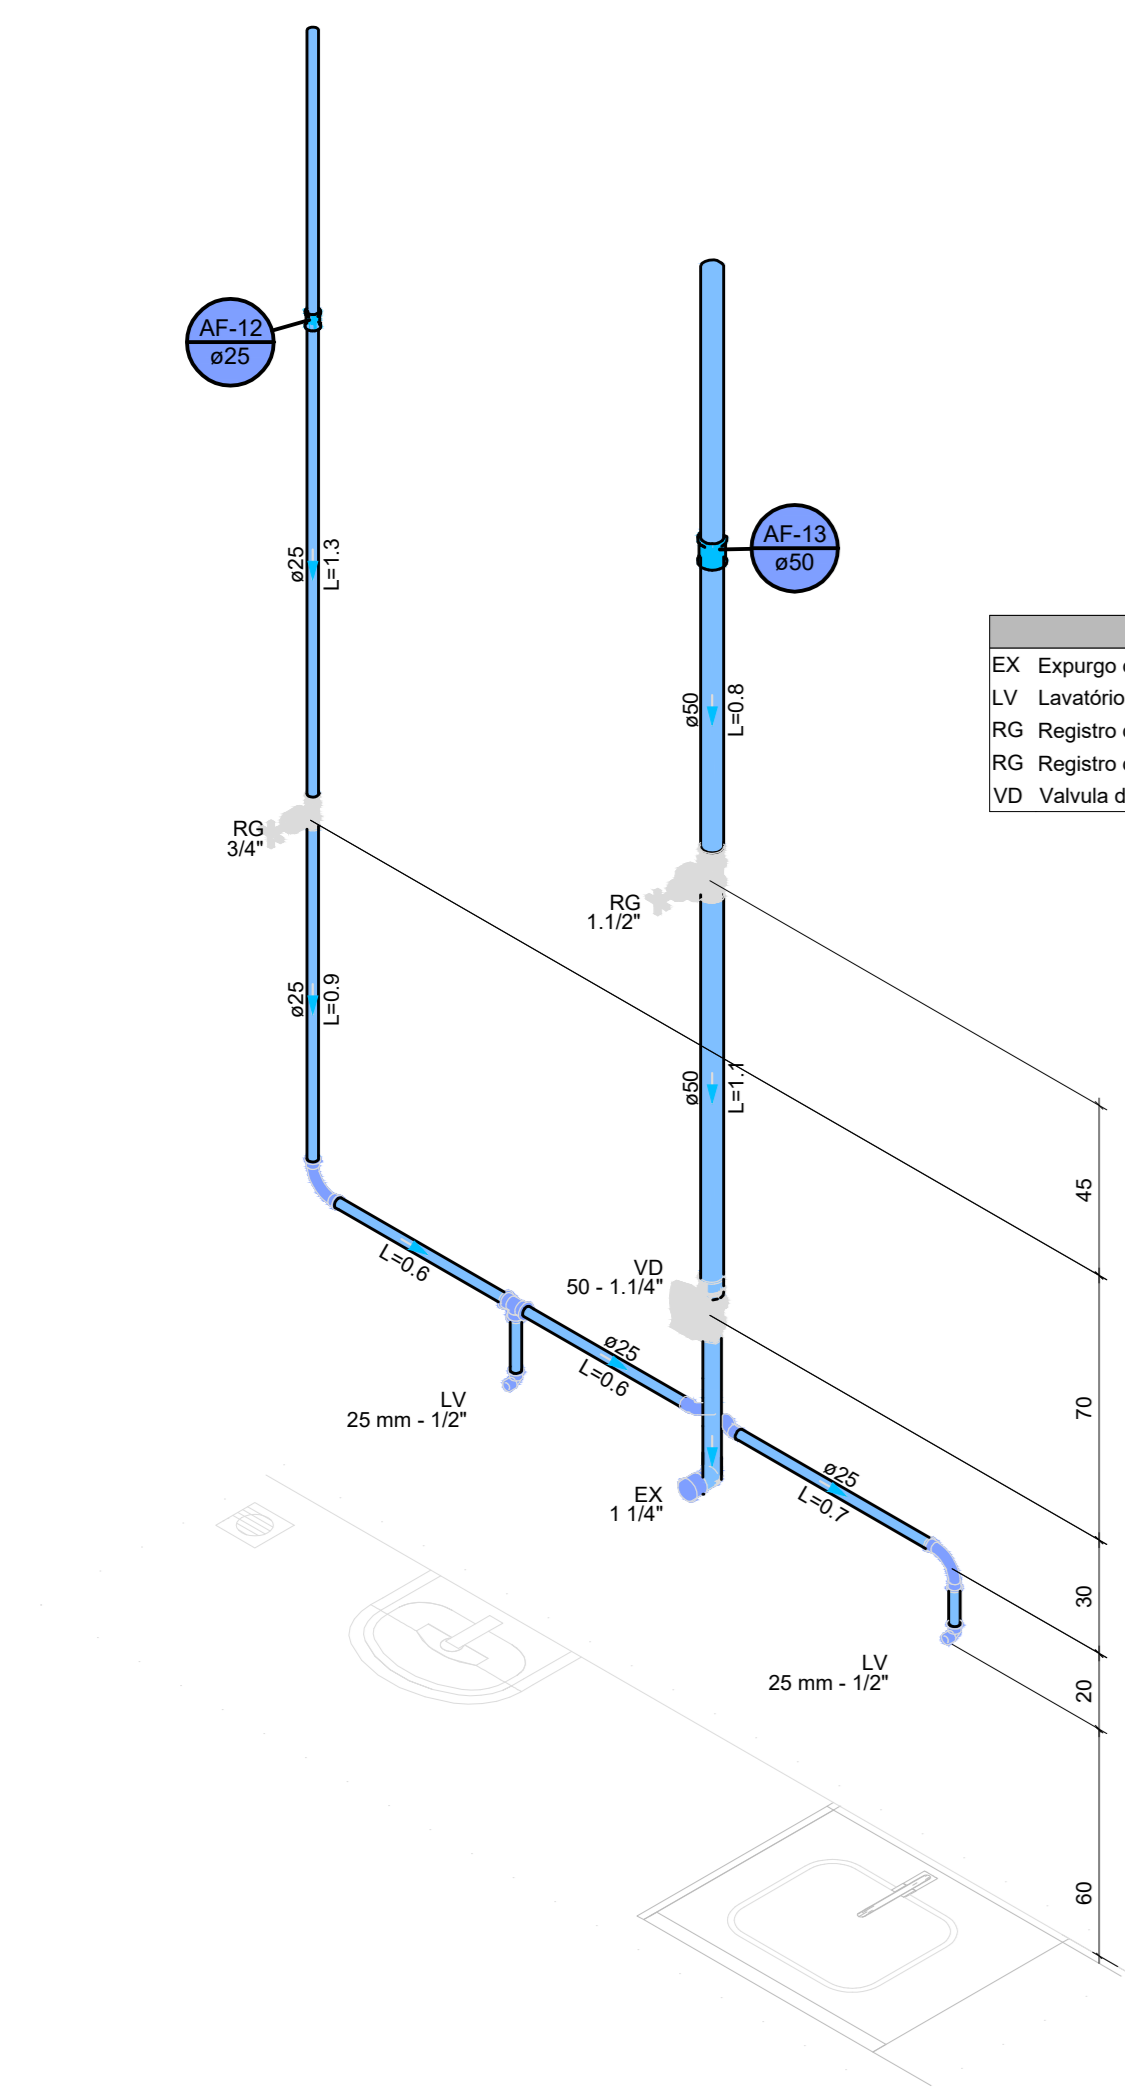 AF-12
ø25
ø25
L=1.3
AF-13
ø50
ø50
L=0.8
EX Expurgo
LV Lavatório
RG Registro
RG Registro
VD Valvula d
RG
3/4"
RG
1.1/2"
ø25
L=0.9
ø50
L=1.1
45
L=0.6
VD
50 - 1.1/4"
ø25
L=0.6
LV
25 mm - 1/2"
70
ø25
L=0.7
EX
1 1/4"
30
LV
25 mm - 1/2"
20
60